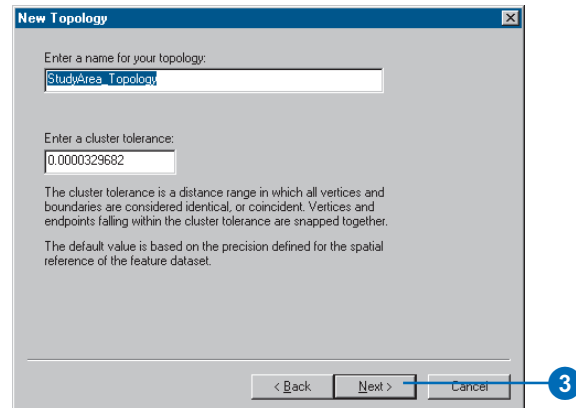 New Topology
Enter a name for your topology:
StudyArea_Topology
Enter a cluster tolerance:
0.0000329682
The cluster tolerance is a distance range in which all vertices and
boundaries are considered identical, or coincident. Vertices and
endpoints falling within the cluster tolerance are snapped together.
The default value is based on the precision defined for the spatial
reference of the feature dataset.
< Back
Next >
Cancel
3